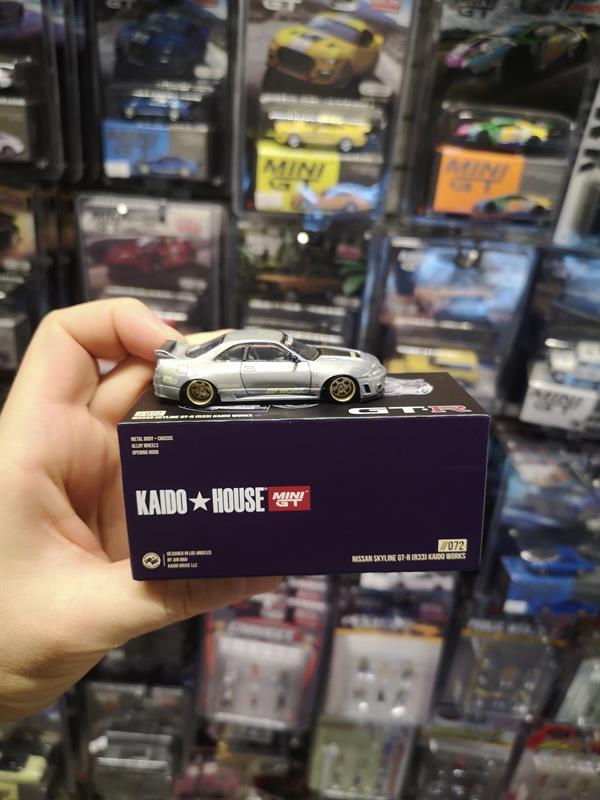 MINI
GT
MINI
GT
//072
NISSAN SKYLINE GT-R (R33) KAIDO WORKS
GT-R
METAL BODY + CHASSIS
ALLOY WHEELS
OPENING HOOD
KAIDO★HOUSE
MINI
GT
DESIGNED IN LOS ANGELES
BY JUN IMAI
KAIDO HOUSE LLC
//072
NISSAN SKYLINE GT-R (R33) KAIDO WORKS